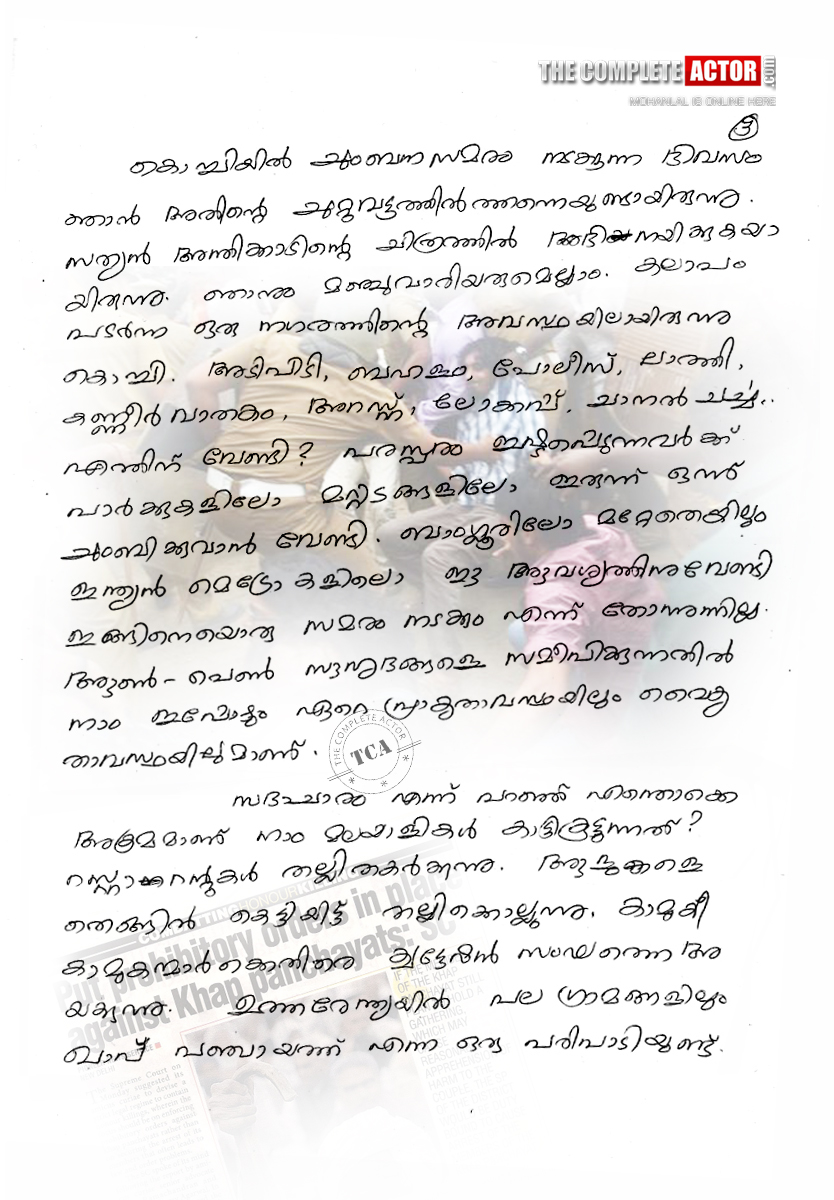 THE COMPLETE ACTOR .com
MOHANLAL IS ONLINE HERE
3
കൊച്ചിയിൽ ചുംബനസമരം നടക്കുന്ന ദിവസം
ഞാൻ അതിന്റെ ചുറ്റുവട്ടത്തിൽത്തന്നെയുണ്ടായിരുന്നു.
സത്യൻ അന്തിക്കാടിന്റെ ചിത്രത്തിൽ അഭിനയിക്കുകയാ
യിരുന്നു. ഞാനും മഞ്ചുവാരിയരുമെല്ലാം. കലാപം
പടർന്ന ഒരു നഗരത്തിന്റെ അവസ്ഥയിലായിരുന്നു
കൊച്ചി. അടിപിടി, ബഹളം, പോലീസ്, ലാത്തി,
കണ്ണീർ വാതകം, അറസ്റ്റ്, ലോക്കപ്പ്, ചാനൽ ചർച്ച..
എന്തിന് വേണ്ടി? പരസ്പരം ഇഷ്ടപ്പെടുന്നവർക്ക്
പാർക്കുകളിലോ മറ്റിടങ്ങളിലോ ഇരുന്ന് ഒന്ന്
ചുംബിക്കുവാൻ വേണ്ടി. ബാംഗ്ലൂരിലോ മറ്റേതെങ്കിലും
ഇന്ത്യൻ മെട്രോകളിലൊ ഈ ആവശ്യത്തിനുവേണ്ടി
ഇങ്ങിനെയൊരു സമരം നടക്കും എന്ന് തോന്നുന്നില്ല.
ആൺ - പെൺ സൗഹൃദങ്ങളെ സമീപിക്കുന്നതിൽ
നാം ഇപ്പോഴും ഏറെ പ്രാകൃതാവസ്ഥയിലും വൈകൃ
താവസ്ഥയിലുമാണ്.
THE COMPLETE ACTOR
TCA
സദാചാരം എന്ന് പറഞ്ഞ് എന്തൊക്കെ
അക്രമമാണ് നാം മലയാളികൾ കാട്ടികൂട്ടുന്നത്?
റസ്റ്റോറന്റുകൾ തല്ലിതകർക്കുന്നു. ആളുകളെ
തെങ്ങിൽ കെട്ടിയിട്ട് തല്ലിക്കൊല്ലുന്നു. കാമുകീ
കാമുകന്മാർക്കെതിരെ ക്വട്ടേഷൻ സംഘത്തെ അ
യക്കുന്നു. ഉത്തരേന്ത്യയിൽ പല ഗ്രാമങ്ങളിലും
ഖാപ് പഞ്ചായത്ത് എന്ന ഒരു പരിപാടിയുണ്ട്.
Put prohibitory orders in place
against Khap panchayats: SC